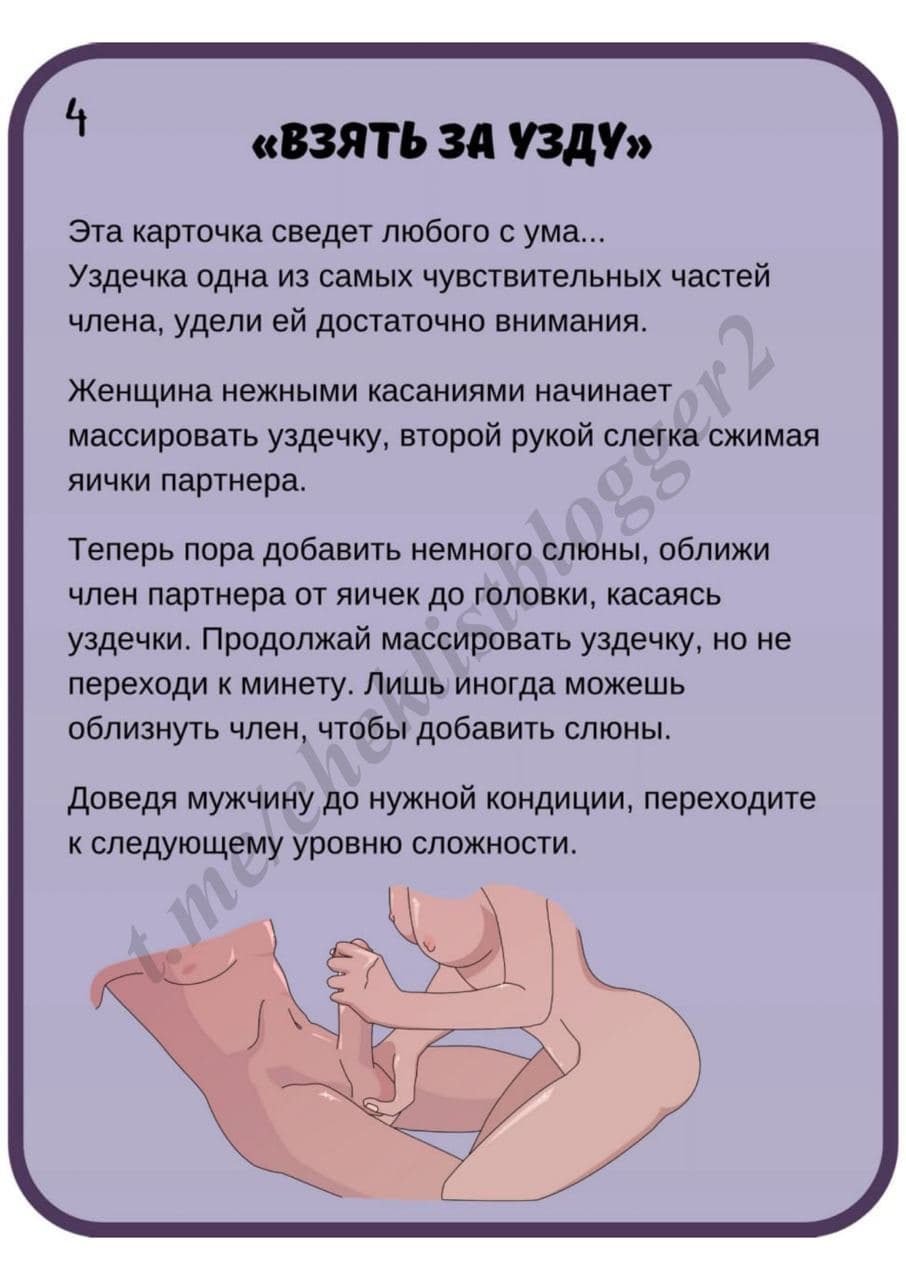 4
«ВЗЯТЬ ЗА УЗДУ»
Эта карточка сведет любого с ума...
Уздечка одна из самых чувствительных частей
члена, удели ей достаточно внимания.
Женщина нежными касаниями начинает
массировать уздечку, второй рукой слегка сжимая
яички партнера.
Теперь пора добавить немного слюны, оближи
член партнера от яичек до головки, касаясь
уздечки. Продолжай массировать уздечку, но не
переходи к минету. Лишь иногда можешь
облизнуть член, чтобы добавить слюны.
Доведя мужчину до нужной кондиции, переходите
к следующему уровню сложности.
t.me/cheklistblogger2